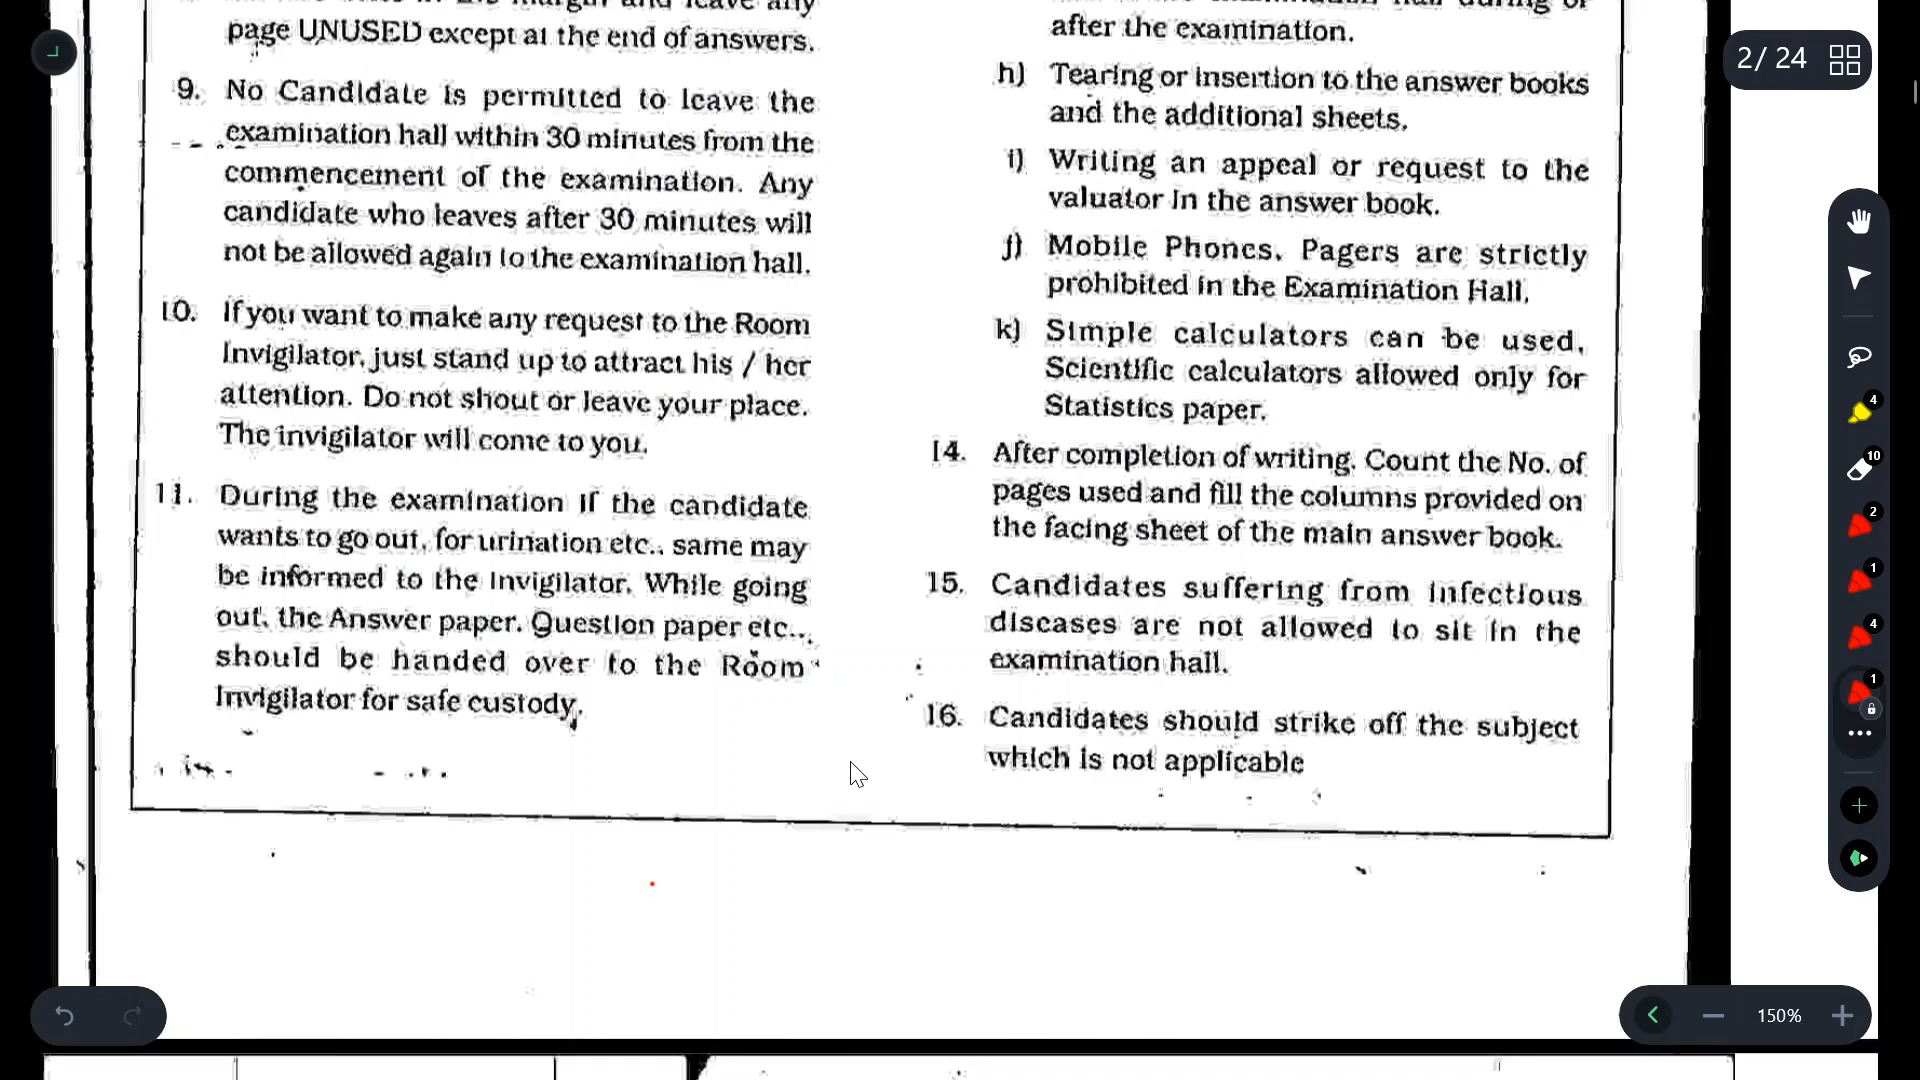 page UNUSED except at the end of answers.
9. No Candidate is permitted to leave the
examination hall within 30 minutes from the
commencement of the examination. Any
candidate who leaves after 30 minutes will
not be allowed again to the examination hall.
10. If you want to make any request to the Room
Invigilator, just stand up to attract his / her
attention. Do not shout or leave your place.
The invigilator will come to you.
11. During the examination if the candidate
wants to go out, for urination etc., same may
be informed to the Invigilator. While going
out, the Answer paper, Question paper etc.,
should be handed over to the Room
Invigilator for safe custody.
after the examination.
h) Tearing or insertion to the answer books
and the additional sheets.
i) Writing an appeal or request to the
valuator in the answer book.
j) Mobile Phones, Pagers are strictly
prohibited in the Examination Hall.
k) Simple calculators can be used.
Scientific calculators allowed only for
Statistics paper.
14. After completion of writing, Count the No. of
pages used and fill the columns provided on
the facing sheet of the main answer book.
15. Candidates suffering from infectious
diseases are not allowed to sit in the
examination hall.
16. Candidates should strike off the subject
which is not applicable
2/ 24
4
10
2
1
4
1
150%